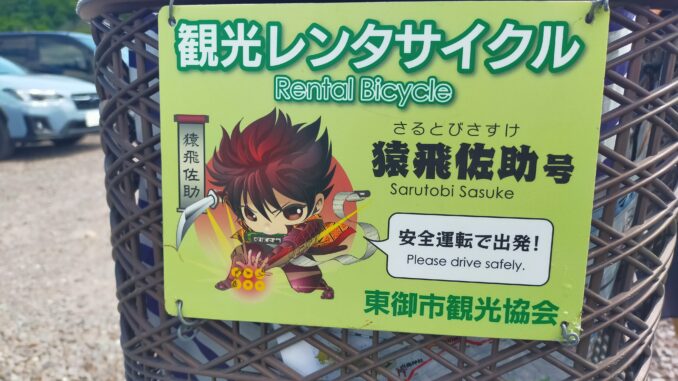 観光レンタサイクル
Rental Bicycle
さるとびさすけ
猿飛佐助号
Sarutobi Sasuke
猿飛佐助
安全運転で出発!
Please drive safely.
東御市観光協会